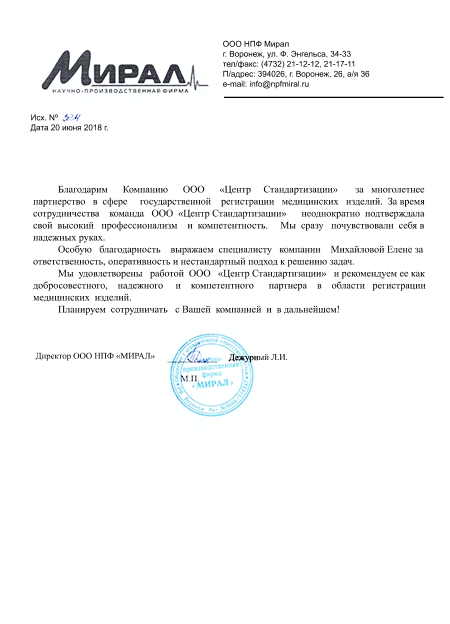 МИРАЛ
НАУЧНО-ПРОИЗВОДСТВЕННАЯ ФИРМА
ООО НПФ Мирал
г. Воронеж, ул. Ф. Энгельса, 34-33
тел/факс: (4732) 21-12-12, 21-17-11
П/адрес: 394026, г. Воронеж, 26, а/я 36
e-mail: info@npfmiral.ru
Исх. №
Дата 20 июня 2018 г.
Благодарим Компанию ООО «Центр Стандартизации» за многолетнее
партнерство в сфере государственной регистрации медицинских изделий. За время
сотрудничества команда ООО «Центр Стандартизации» неоднократно подтверждала
свой высокий профессионализм и компетентность. Мы сразу почувствовали себя в
надежных руках.
Особую благодарность выражаем специалисту компании Михайловой Елене за
ответственность, оперативность и нестандартный подход к решению задач.
Мы удовлетворены работой ООО «Центр Стандартизации» и рекомендуем ее как
добросовестного, надежного и компетентного партнера в области регистрации
медицинских изделий.
Планируем сотрудничать с Вашей компанией и в дальнейшем!
Директор ООО НПФ «МИРАЛ» Дежурный Л.И.
М.П.
производственная
фирма
МИРАЛ